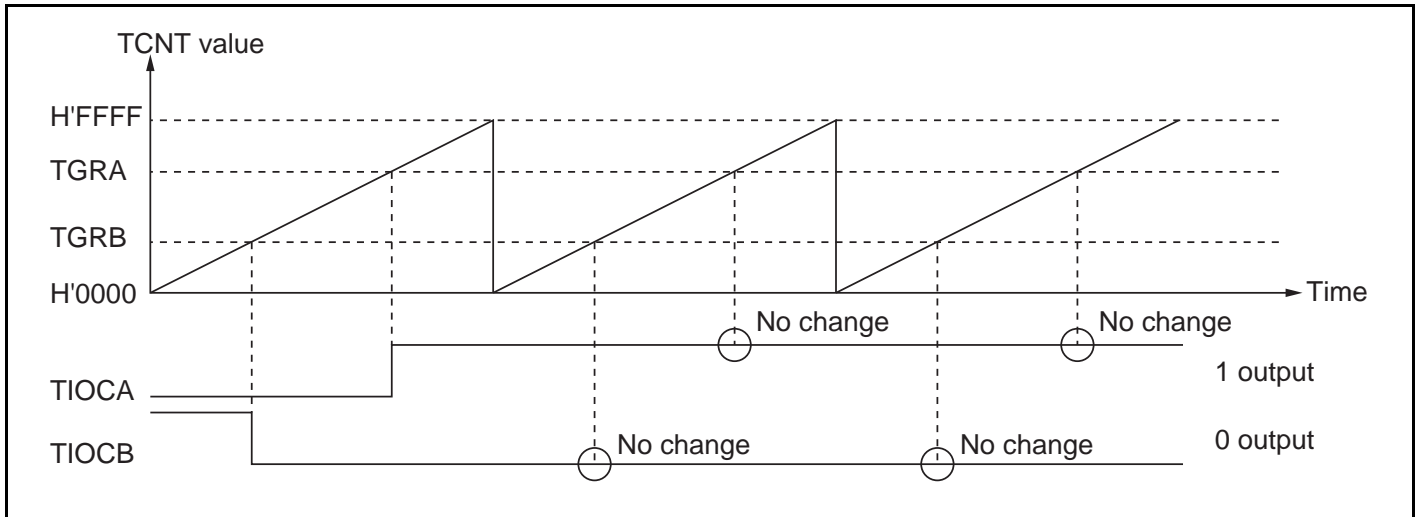 TCNT value
H'FFFF
TGRA
TGRB
H'0000
Time
No change
No change
1 output
TIOCA
No change
No change
0 output
TIOCB